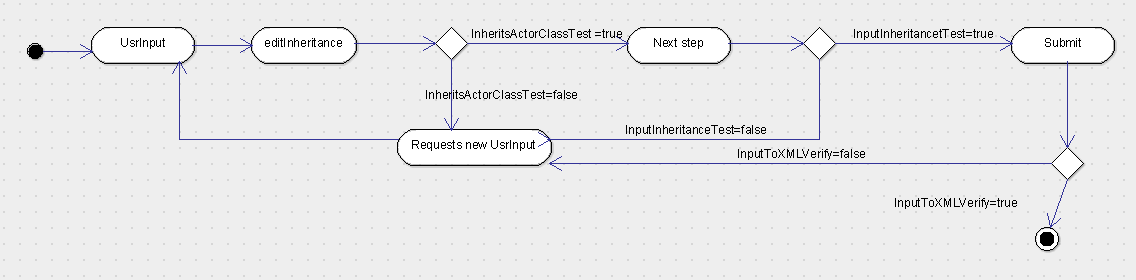 UsrInput
editInheritance
InheritsActorClassTest =true
Next step
InputInheritancetTest=true
Submit
InheritsActorClassTest=false
Requests new UsrInput
InputInheritanceTest=false
InputToXMLVerify=false
InputToXMLVerify=true